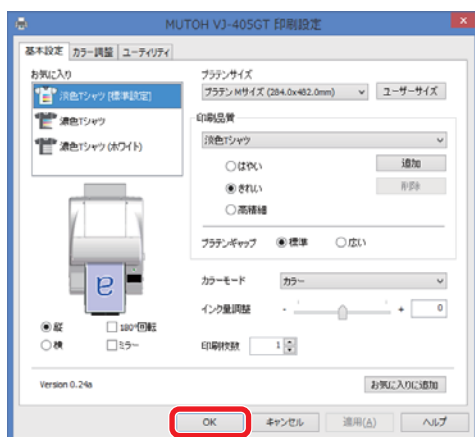 MUTOH VJ-405GT 印刷設定
基本設定 カラー調整 ユーティリティ
お気に入り
淡色Tシャツ [標準設定]
濃色Tシャツ
濃色Tシャツ (ホワイト)
a
縦
横
180°回転
ミラー
Version 0.24a
プラテンサイズ
プラテン Mサイズ (284.0x482.0mm)
ユーザーサイズ
印刷品質
淡色Tシャツ
はやい
きれい
高精細
追加
削除
プラテンギャップ 標準 広い
カラーモード カラー
インク量調整 - + 0
印刷枚数 1
お気に入りに追加
OK キャンセル 適用(A) ヘルプ